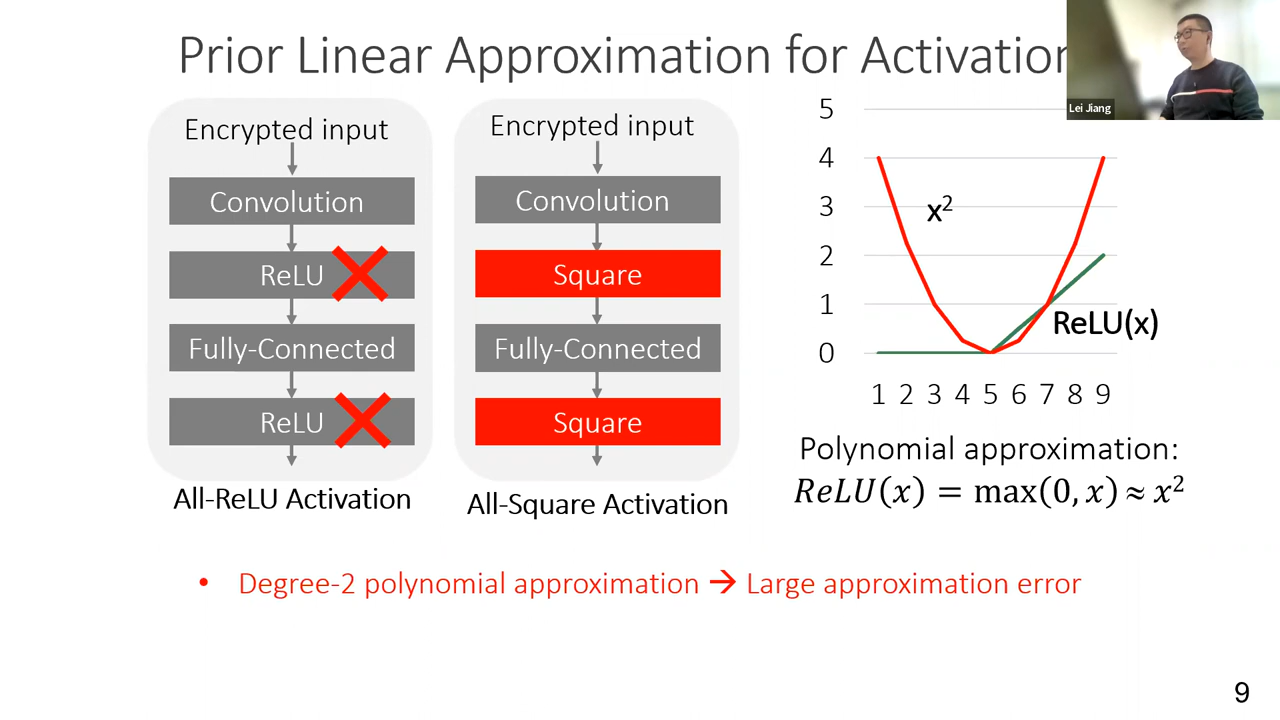 Prior Linear Approximation for Activation
Lei Jiang
Encrypted input
Convolution
ReLU
Fully-Connected
ReLU
All-ReLU Activation
Encrypted input
Convolution
Square
Fully-Connected
Square
All-Square Activation
5
4
3
2
1
0
x²
ReLU(x)
1 2 3 4 5 6 7 8 9
Polynomial approximation:
ReLU(x) = max(0, x) ≈ x²
• Degree-2 polynomial approximation → Large approximation error
9